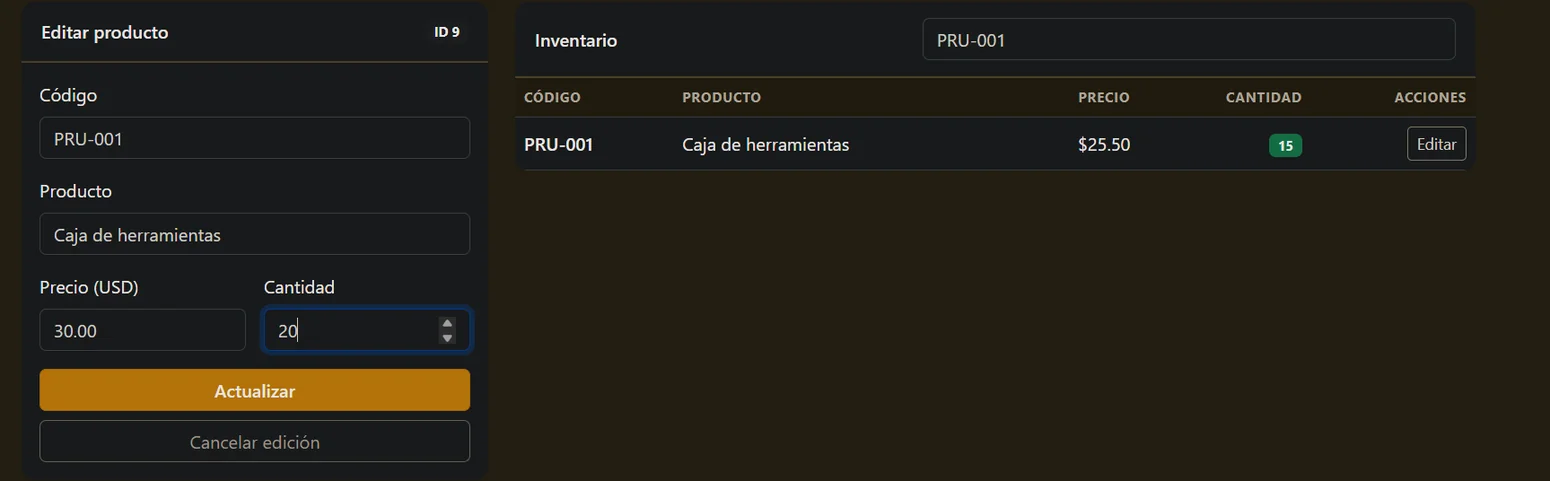 Editar producto ID 9
Código
PRU-001
Producto
Caja de herramientas
Precio (USD) Cantidad
30.00 20
Actualizar
Cancelar edición
Inventario PRU-001
CÓDIGO PRODUCTO PRECIO CANTIDAD ACCIONES
PRU-001 Caja de herramientas $25.50 15 Editar